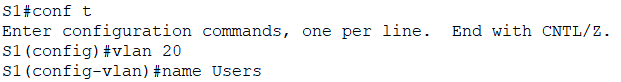 S1#conf t
Enter configuration commands, one per line.  End with CNTL/Z.
S1(config)#vlan 20
S1(config-vlan)#name Users